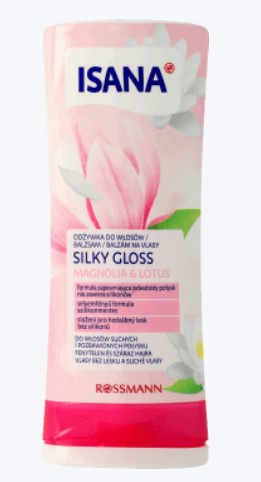 ISANA
ODŻYWKA DO WŁOSÓW /
BALZSAM / BALZÁM NA VLASY
SILKY GLOSS
MAGNOLIA & LOTUS
formuła zapewniająca jedwabisty połysk
nie zawiera silikonów
selyemfényű formula
szilikonmentes
složení pro hedvábný lesk
bez silikonů
DO WŁOSÓW SUCHYCH
I POZBAWIONYCH POŁYSKU
FÉNYTELEN ÉS SZÁRAZ HAJRA
VLASY BEZ LESKU A SUCHÉ VLASY
ROSSMANN